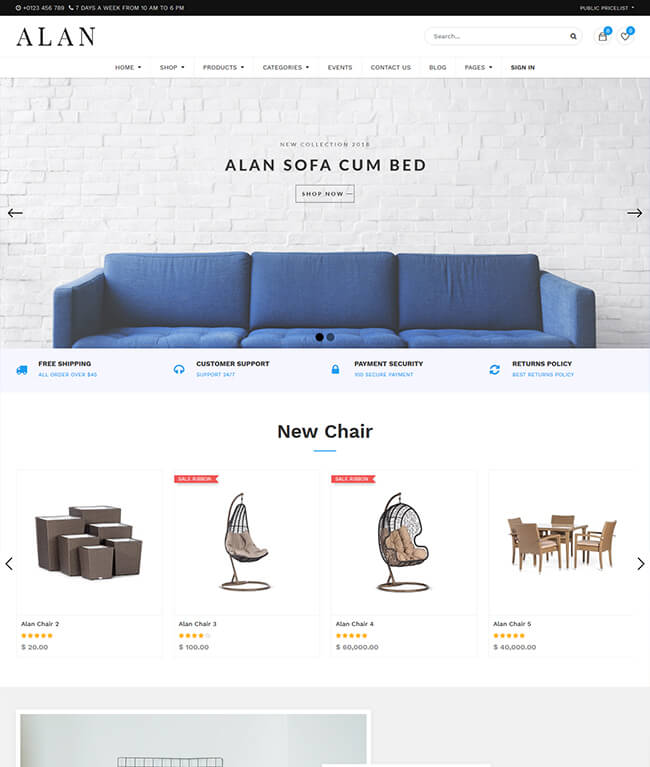 +0123 456 789 7 DAYS A WEEK FROM 10 AM TO 6 PM
PUBLIC PRICELIST
ALAN
Search...
0
0
HOME SHOP PRODUCTS CATEGORIES EVENTS CONTACT US BLOG PAGES SIGN IN
NEW COLLECTION 2018
ALAN SOFA CUM BED
SHOP NOW —
FREE SHIPPING
ALL ORDER OVER $40
CUSTOMER SUPPORT
SUPPORT 24/7
PAYMENT SECURITY
100 SECURE PAYMENT
RETURNS POLICY
BEST RETURNS POLICY
New Chair
SALE RIBBON
SALE RIBBON
Alan Chair 2
$ 20.00
Alan Chair 3
$ 100.00
Alan Chair 4
$ 60,000.00
Alan Chair 5
$ 40,000.00